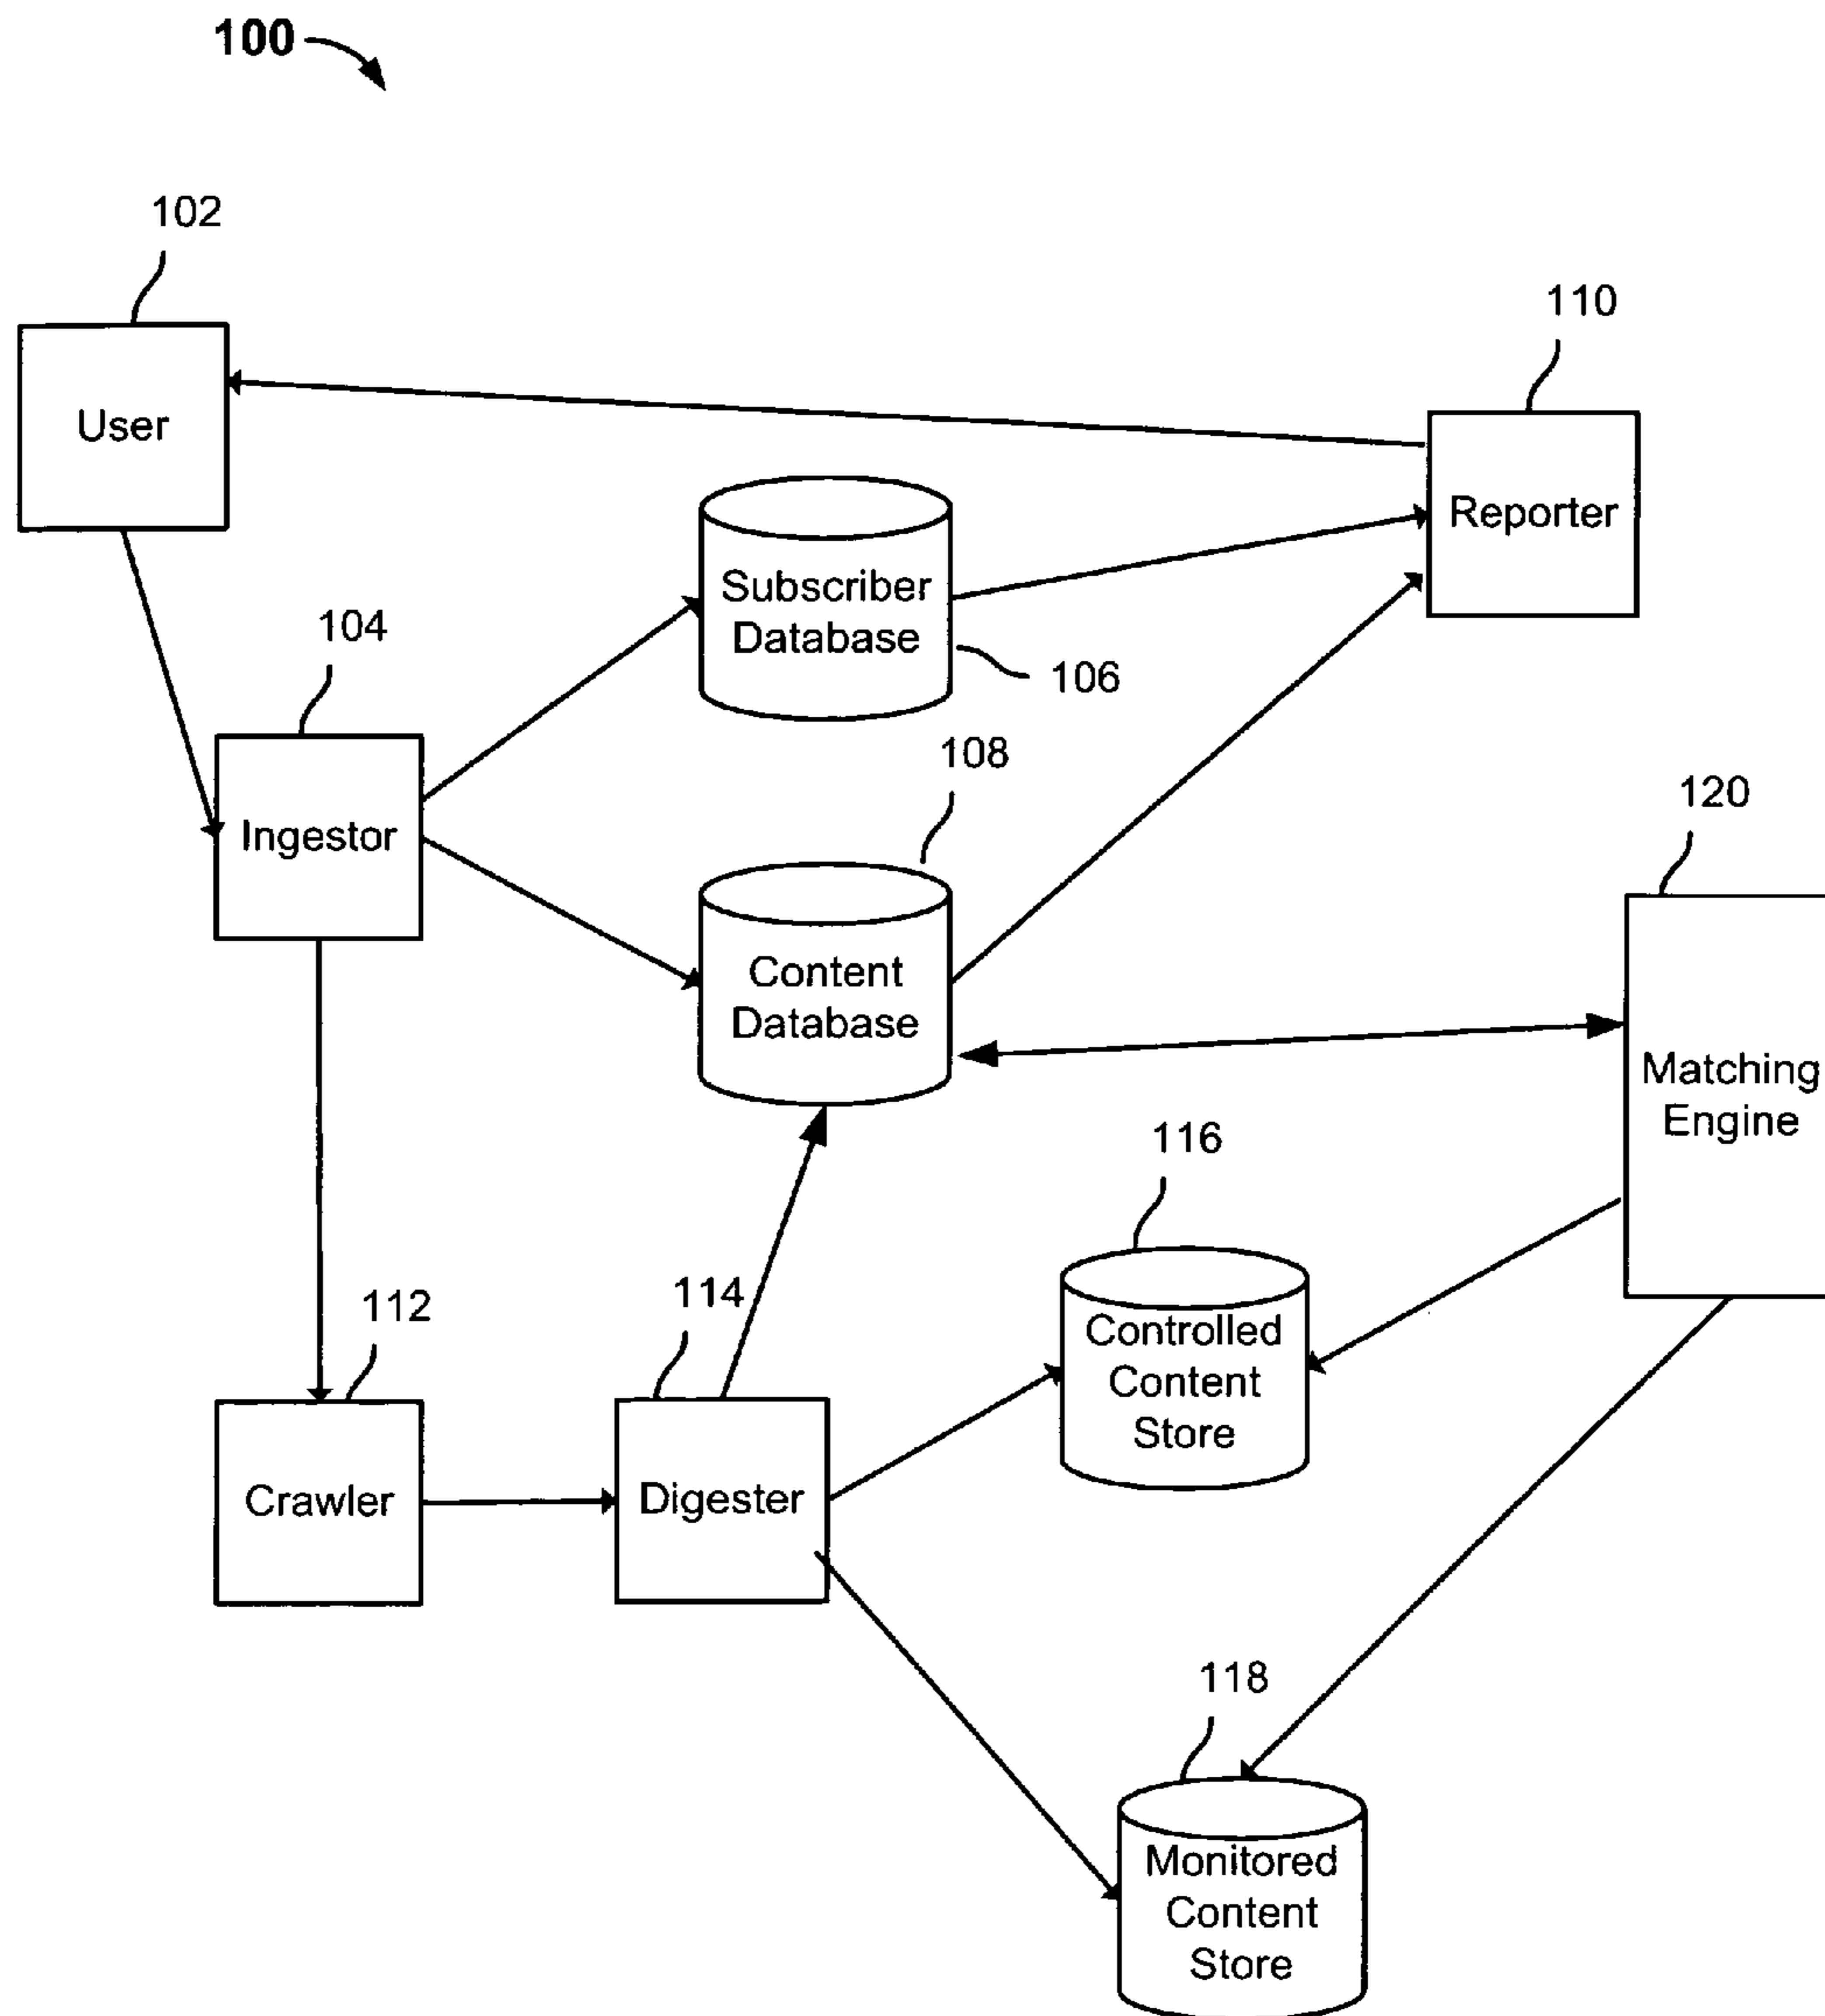 100
102
User
110
Reporter
Subscriber
Database
106
104
Ingestor
108
Content
Database
120
Matching
Engine
116
Controlled
Content
Store
112
Crawler
114
Digester
118
Monitored
Content
Store